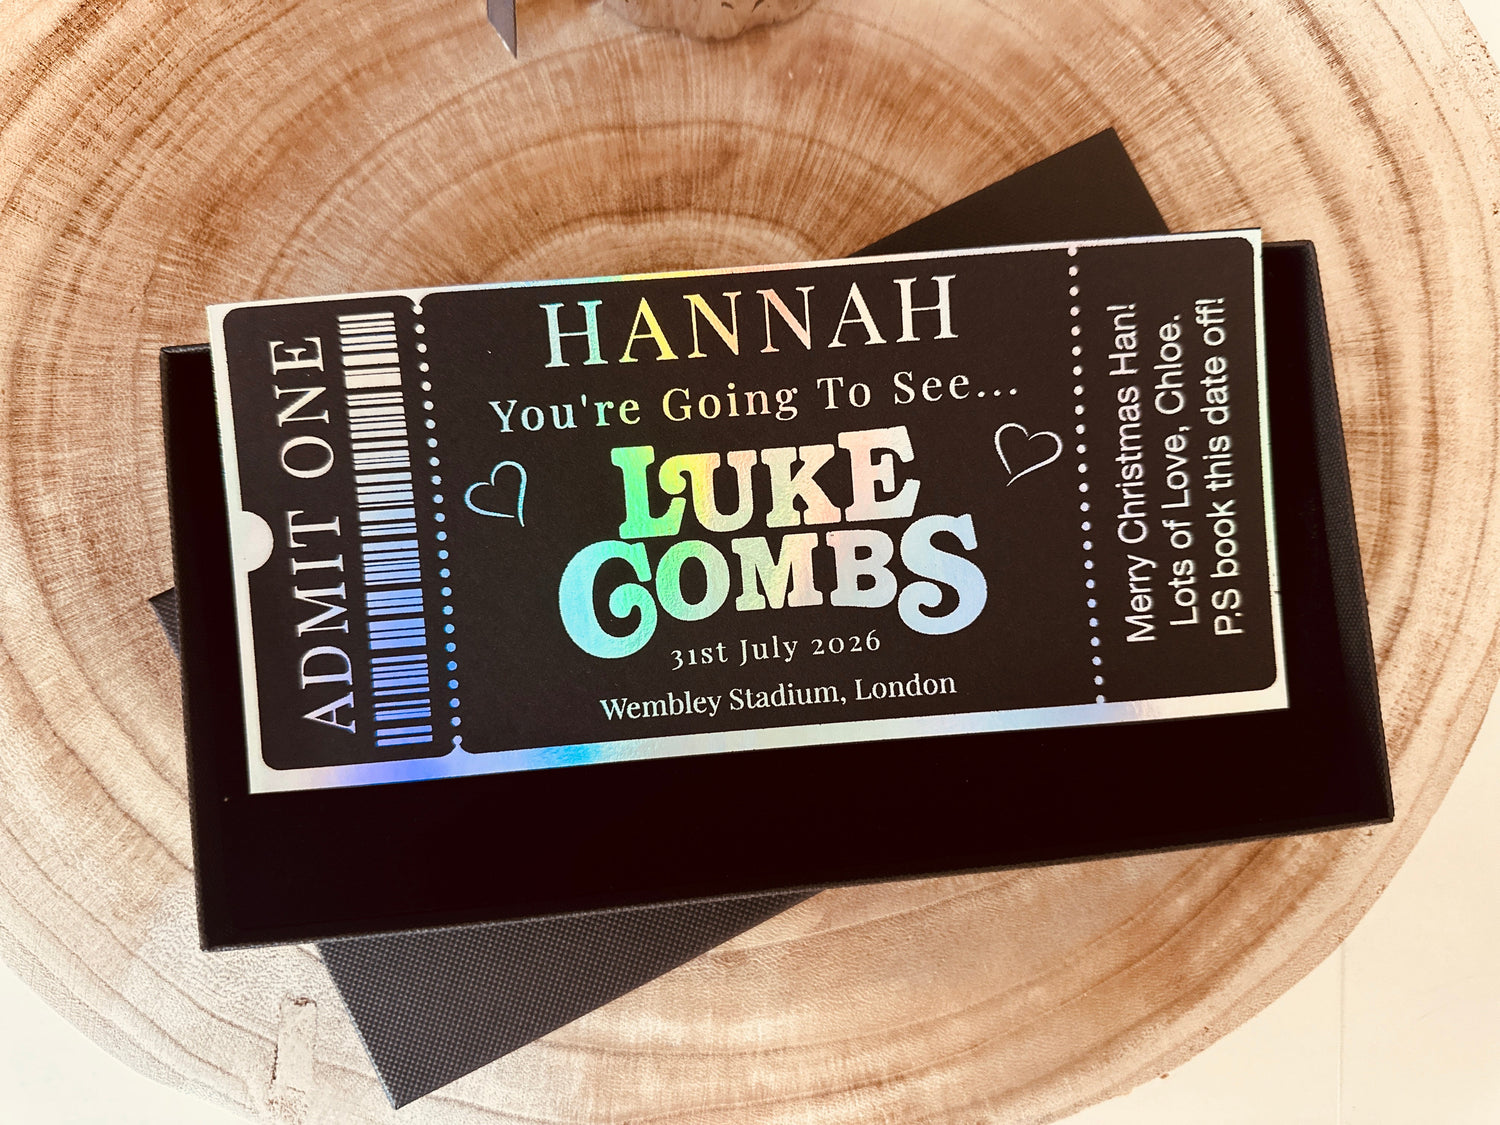 ADMIT ONE
HANNAH
You're Going To See...
LUKE
COMBS
31st July 2026
Wembley Stadium, London
Merry Christmas Han!
Lots of Love, Chloe.
P.S book this date off!